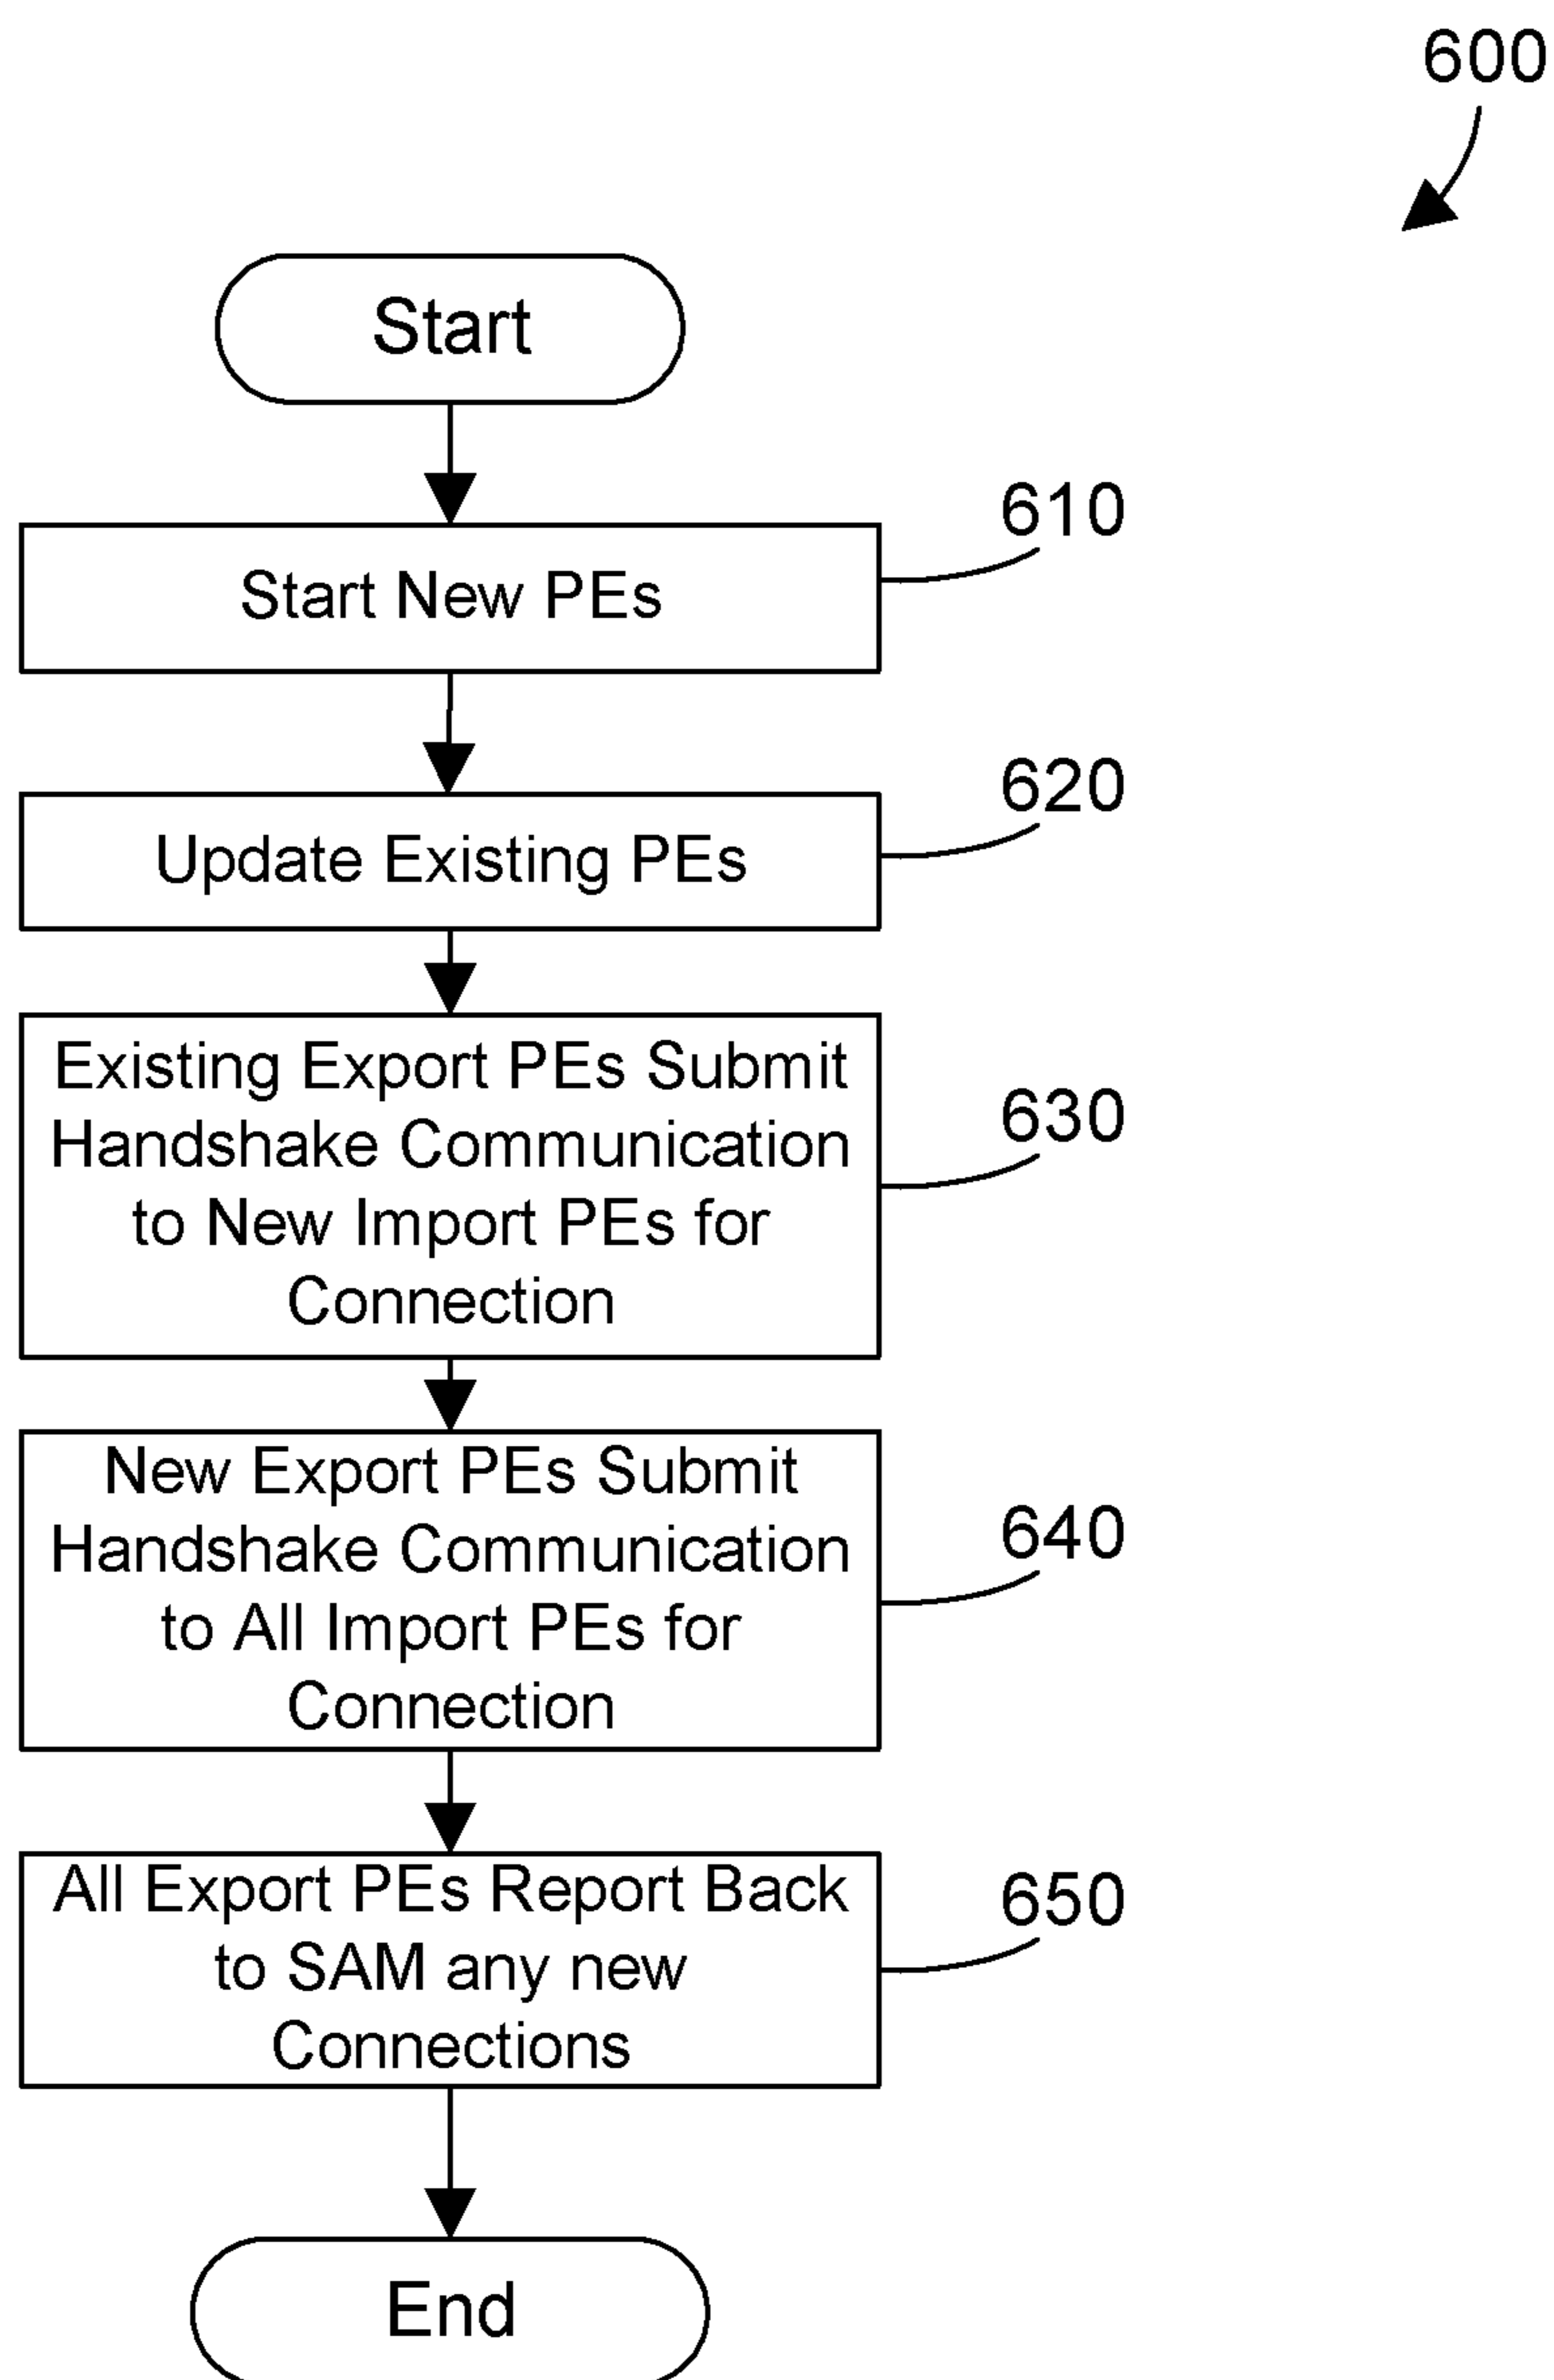 600
Start
610
Start New PEs
620
Update Existing PEs
Existing Export PEs Submit
Handshake Communication
to New Import PEs for
Connection
630
New Export PEs Submit
Handshake Communication
to All Import PEs for
Connection
640
All Export PEs Report Back
to SAM any new
Connections
650
End